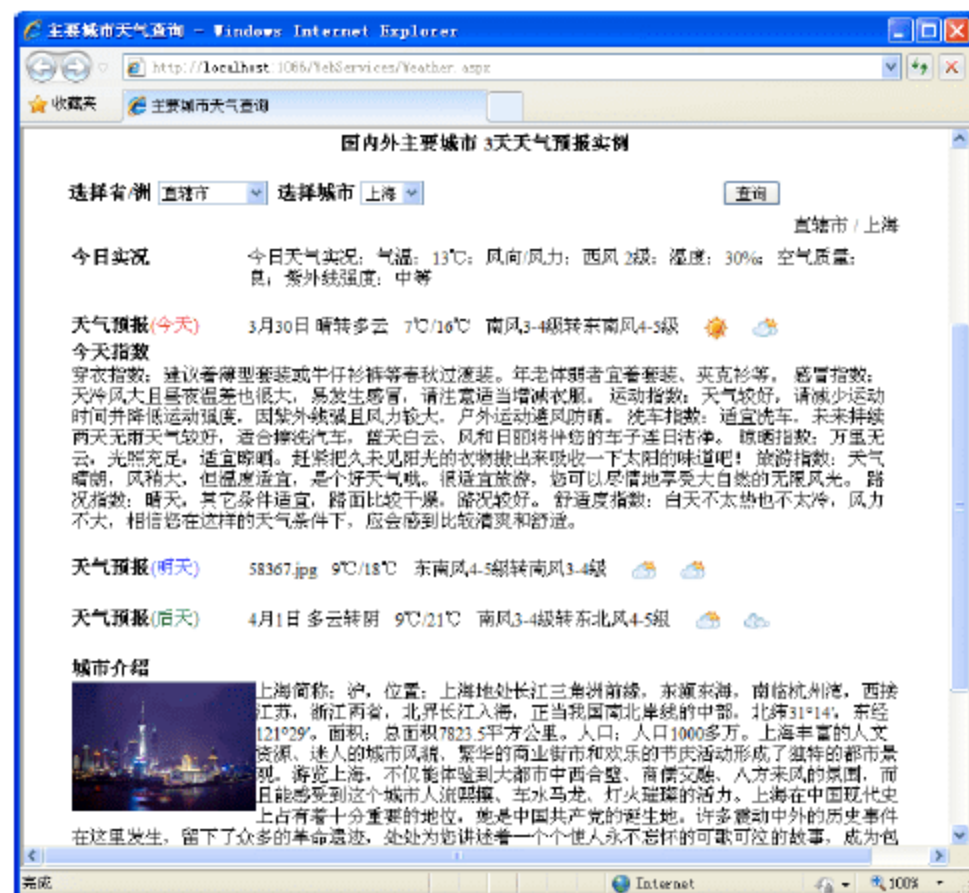 主要城市天气查询 - Windows Internet Explorer
http://localhost:1086/WebServices/Weather.aspx
收藏夹 主要城市天气查询
国内外主要城市 3天天气预报实例
选择省/洲 直辖市 选择城市 上海 查询
直辖市 / 上海
今日实况 今日天气实况：气温：13℃；风向/风力：西风 2级；湿度：30%；空气质量：
良；紫外线强度：中等
天气预报(今天) 3月30日 晴转多云 7℃/16℃ 南风3-4级转东南风4-5级
今天指数
穿衣指数：建议着薄型套装或牛仔衫裤等春秋过渡装。年老体弱者宜着套装、夹克衫等。 感冒指数：
天冷风大且昼夜温差也很大，易发生感冒，请注意适当增减衣服。 运动指数：天气较好，请减少运动
时间并降低运动强度，因紫外线强且风力较大，户外运动避风防晒。 洗车指数：适宜洗车，未来持续
两天无雨天气较好，适合擦洗汽车，蓝天白云、风和日丽将伴您的车子连日洁净。 晾晒指数：万里无
云，光照充足，适宜晾晒。赶紧把久未见阳光的衣物搬出来吸收一下太阳的味道吧！ 旅游指数：天气
晴朗，风稍大，但温度适宜，是个好天气哦。很适宜旅游，您可以尽情地享受大自然的无限风光。 路
况指数：晴天，其它条件适宜，路面比较干燥，路况较好。 舒适度指数：白天不太热也不太冷，风力
不大，相信您在这样的天气条件下，应会感到比较清爽和舒适。
天气预报(明天) 58367.jpg 9℃/18℃ 东南风4-5级转南风3-4级
天气预报(后天) 4月1日 多云转阴 9℃/21℃ 南风3-4级转东北风4-5级
城市介绍
上海简称：沪，位置：上海地处长江三角洲前缘，东濒东海，南临杭州湾，西接
江苏，浙江两省，北界长江入海，正当我国南北岸线的中部，北纬31°14′，东经
121°29′。面积：总面积7823.5平方公里。人口：人口1000多万。上海丰富的人文
资源、迷人的城市风貌、繁华的商业街市和欢乐的节庆活动形成了独特的都市景
观。游览上海，不仅能体验到大都市中西合璧、商儒交融、八方来风的氛围，而
且能感受到这个城市人流熙攘、车水马龙、灯火璀璨的活力。上海在中国现代史
上占有着十分重要的地位，她是中国共产党的诞生地。许多震动中外的历史事件
在这里发生，留下了众多的革命遗迹，处处为您讲述着一个个使人永不忘怀的可歌可泣的故事，成为包
完成 Internet 100%